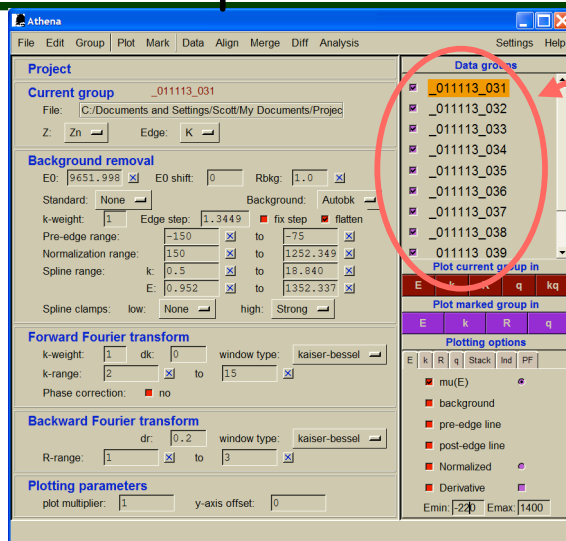 Athena
File Edit Group Plot Mark Data Align Merge Diff Analysis Settings Help
Project
Current group _011113_031
File: C:/Documents and Settings/Scott/My Documents/Projec
Z: Zn Edge: K
Background removal
E0: 9651.998 E0 shift: 0 Rbkg: 1.0
Standard: None Background: Autobk
k-weight: 1 Edge step: 1.3449 fix step flatten
Pre-edge range: -150 to -75
Normalization range: 150 to 1252.349
Spline range: k: 0.5 to 18.840
E: 0.952 to 1352.337
Spline clamps: low: None high: Strong
Forward Fourier transform
k-weight: 1 dk: 0 window type: kaiser-bessel
k-range: 2 to 15
Phase correction: no
Backward Fourier transform
dr: 0.2 window type: kaiser-bessel
R-range: 1 to 3
Plotting parameters
plot multiplier: 1 y-axis offset: 0
Data groups
_011113_031
_011113_032
_011113_033
_011113_034
_011113_035
_011113_036
_011113_037
_011113_038
_011113_039
Plot current group in
E k R q kq
Plot marked group in
E k R q
Plotting options
E k R q Stack Ind PF
mu(E)
background
pre-edge line
post-edge line
Normalized
Derivative
Emin: -220 Emax: 1400